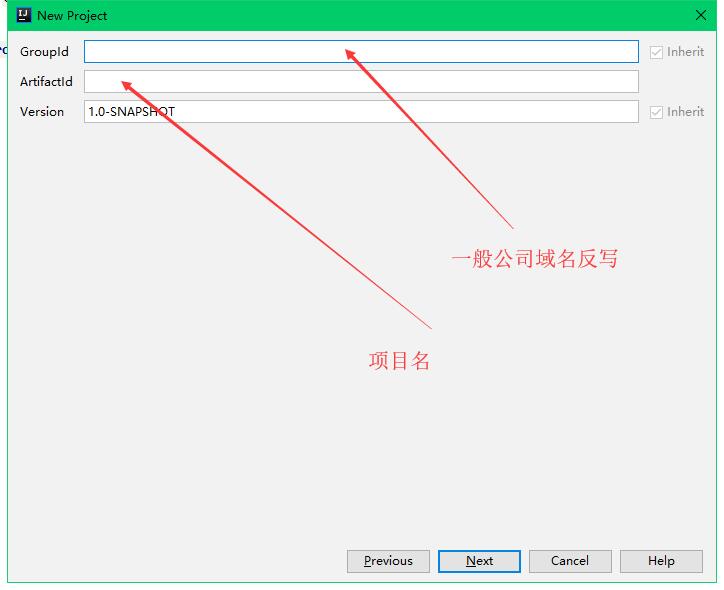 New Project
GroupId
Inherit
ArtifactId
Version
1.0-SNAPSHOT
Inherit
一般公司域名反写
项目名
Previous
Next
Cancel
Help